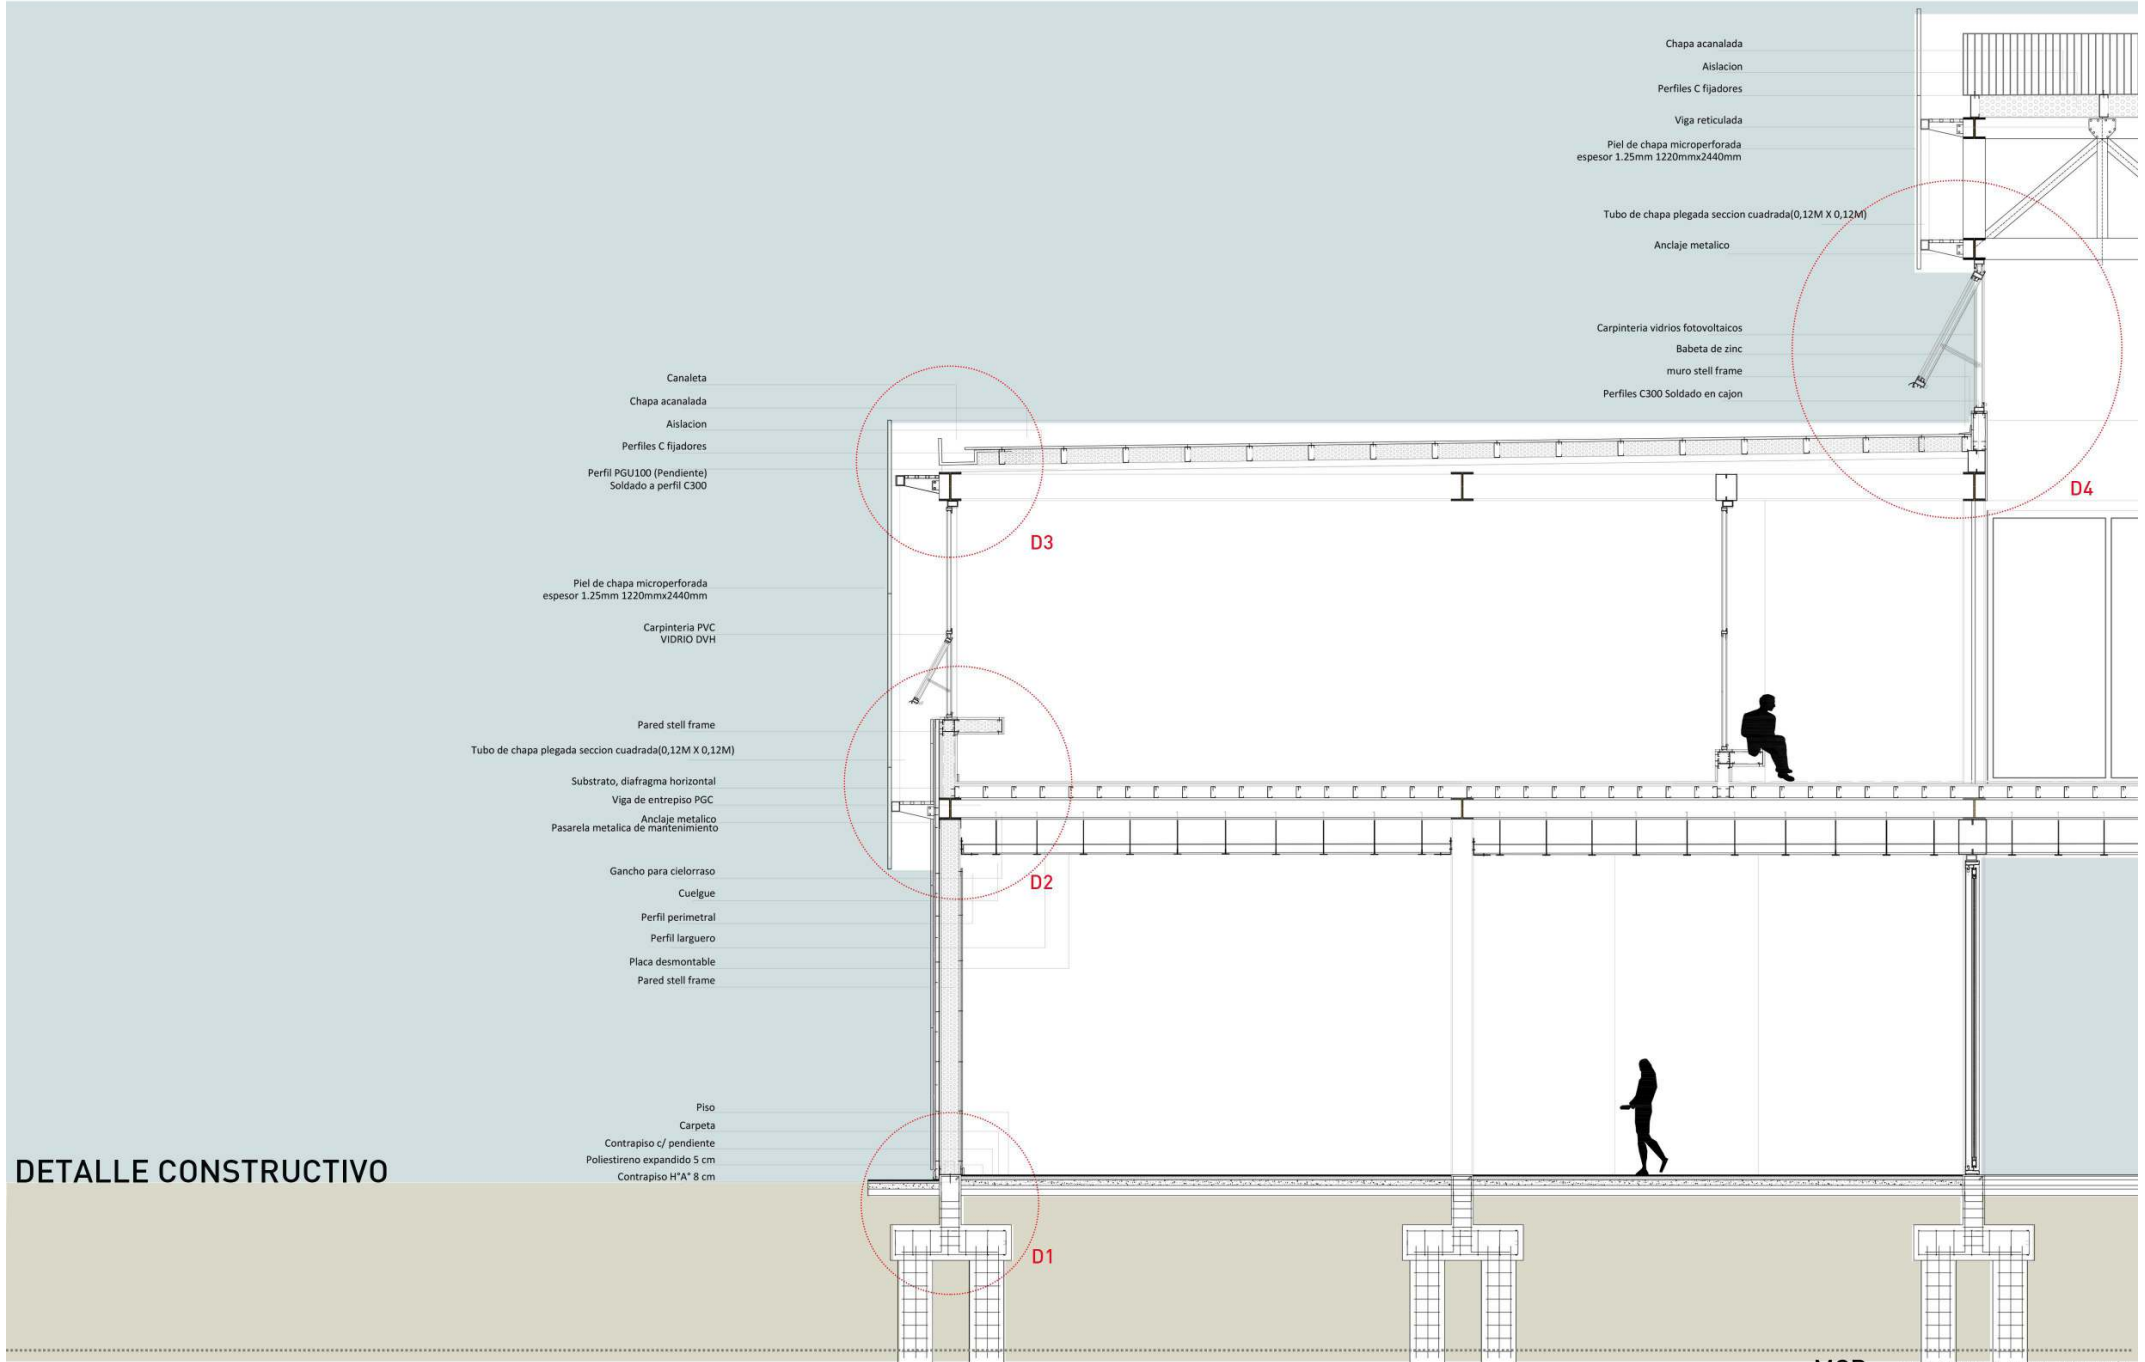 Chapa acanalada
Aislacion
Perfiles C fijadores
Viga reticulada
Piel de chapa microperforada
espesor 1.25mm 1220mmx2440mm
Tubo de chapa plegada seccion cuadrada(0,12M X 0,12M)
Anclaje metalico
Carpinteria vidrios fotovoltaicos
Babeta de zinc
muro stell frame
Perfiles C300 Soldado en cajon
D4
Canaleta
Chapa acanalada
Aislacion
Perfiles C fijadores
Perfil PGU100 (Pendiente)
Soldado a perfil C300
D3
Piel de chapa microperforada
espesor 1.25mm 1220mmx2440mm
Carpinteria PVC
VIDRIO DVH
Pared stell frame
Tubo de chapa plegada seccion cuadrada(0,12M X 0,12M)
Substrato, diafragma horizontal
Viga de entrepiso PGC
Anclaje metalico
Pasarela metalica de mantenimiento
Gancho para cielorraso
D2
Cuelgue
Perfil perimetral
Perfil larguero
Placa desmontable
Pared stell frame
Piso
Carpeta
Contrapiso c/ pendiente
Poliestireno expandido 5 cm
Contrapiso H°A° 8 cm
DETALLE CONSTRUCTIVO
D1